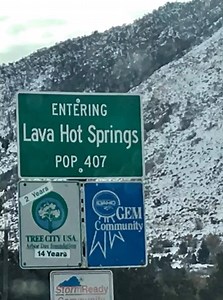 ENTERING
Lava Hot Springs
POP 407
2 Years
TREE CITY USA
Arbor Day Foundation
14 Years
IDAHO
GEM
Community
StormReady